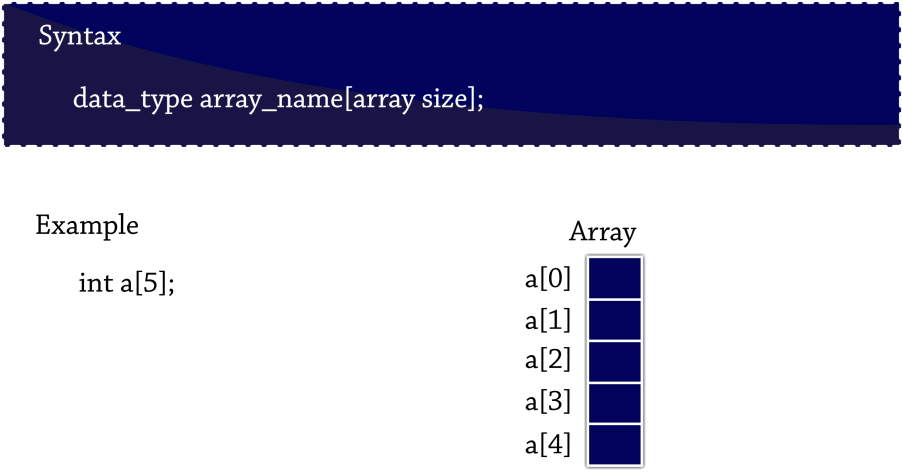 Syntax
data_type array_name[array size];
Example
int a[5];
Array
a[0]
a[1]
a[2]
a[3]
a[4]